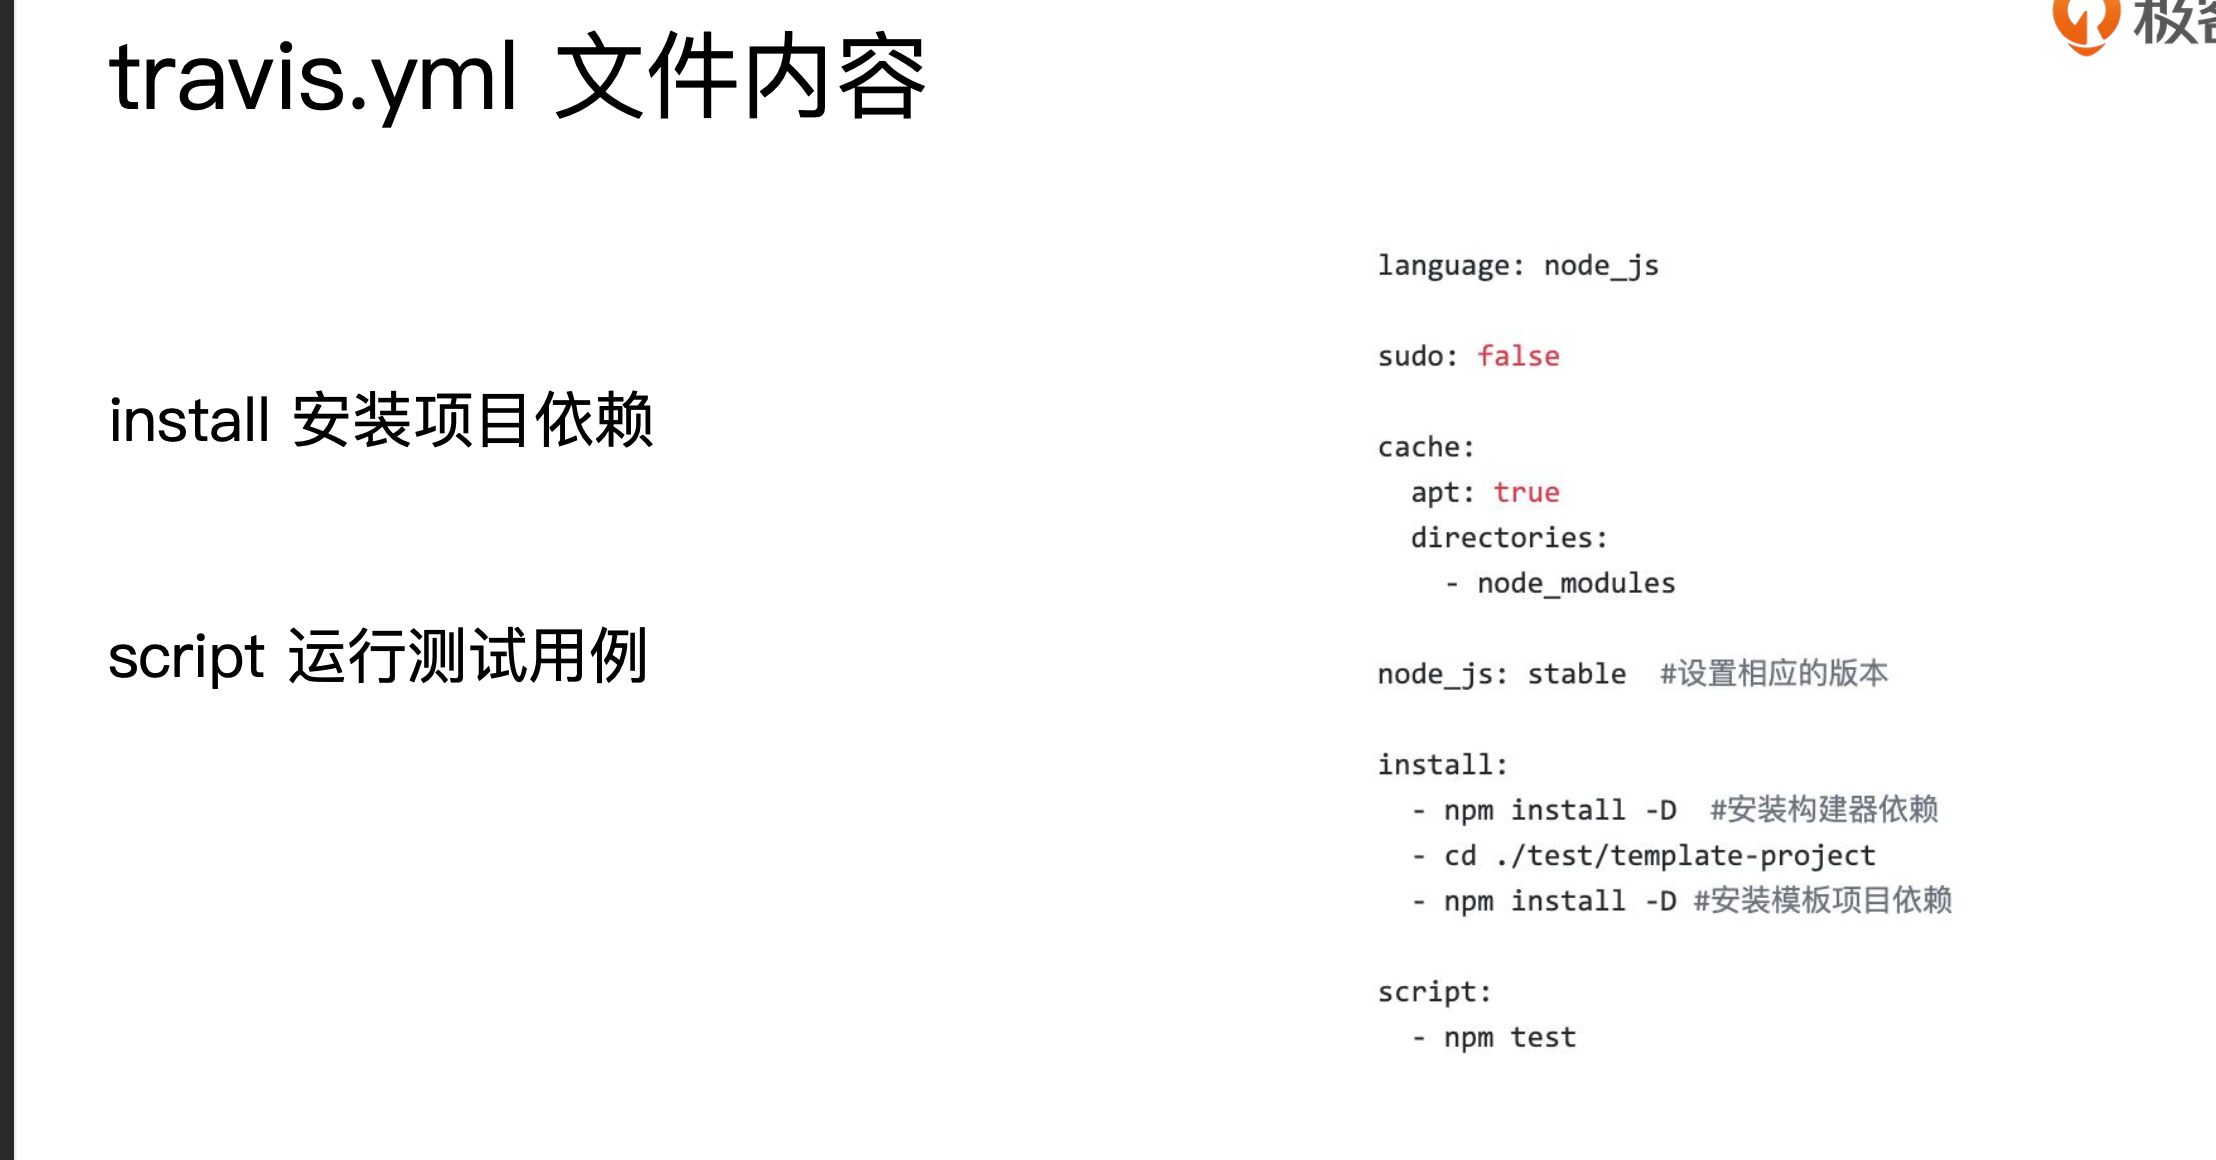 travis.yml 文件内容
install 安装项目依赖
script 运行测试用例
language: node_js
sudo: false
cache:
  apt: true
  directories:
    - node_modules
node_js: stable  #设置相应的版本
install:
  - npm install -D  #安装构建器依赖
  - cd ./test/template-project
  - npm install -D #安装模板项目依赖
script:
  - npm test